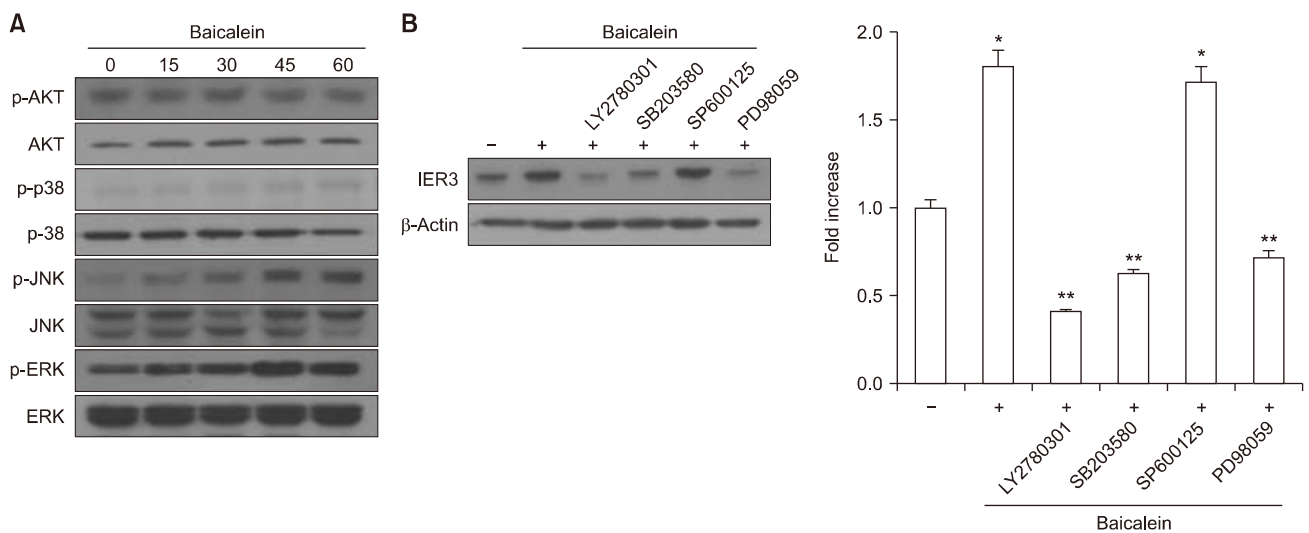 A
Baicalein
0 15 30 45 60
p-AKT
AKT
p-p38
p-38
p-JNK
JNK
p-ERK
ERK
B
Baicalein
LY2780301
SB203580
SP600125
PD98059
– + + + + +
IER3
β-Actin
Fold increase
2.0
1.5
1.0
0.5
0.0
*
**
**
*
**
– + + + + +
LY2780301
SB203580
SP600125
PD98059
Baicalein